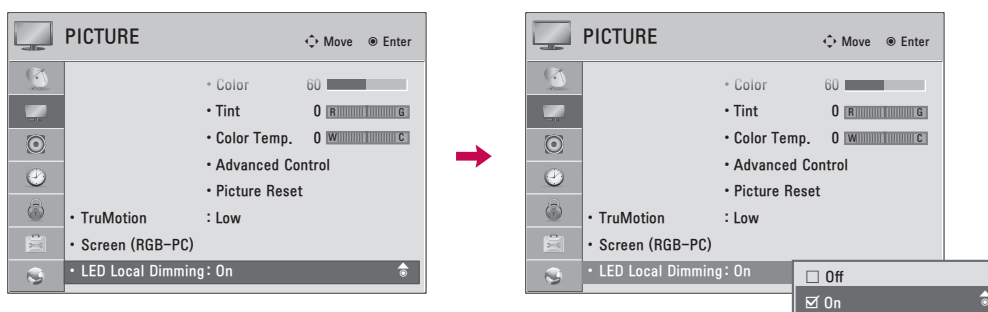 PICTURE
Move Enter
• Color 60
• Tint 0 R G
• Color Temp. 0 W C
• Advanced Control
• Picture Reset
• TruMotion : Low
• Screen (RGB-PC)
• LED Local Dimming : On
PICTURE
Move Enter
• Color 60
• Tint 0 R G
• Color Temp. 0 W C
• Advanced Control
• Picture Reset
• TruMotion : Low
• Screen (RGB-PC)
• LED Local Dimming : On
Off
On